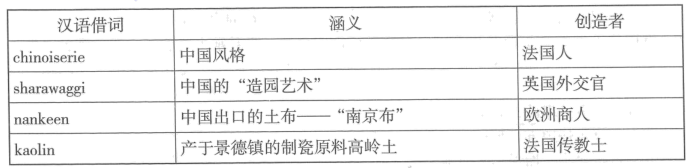 汉语借词 涵义 创造者
chinoiserie 中国风格 法国人
sharawaggi 中国的“造园艺术” 英国外交官
nankeen 中国出口的土布——“南京布” 欧洲商人
kaolin 产于景德镇的制瓷原料高岭土 法国传教士